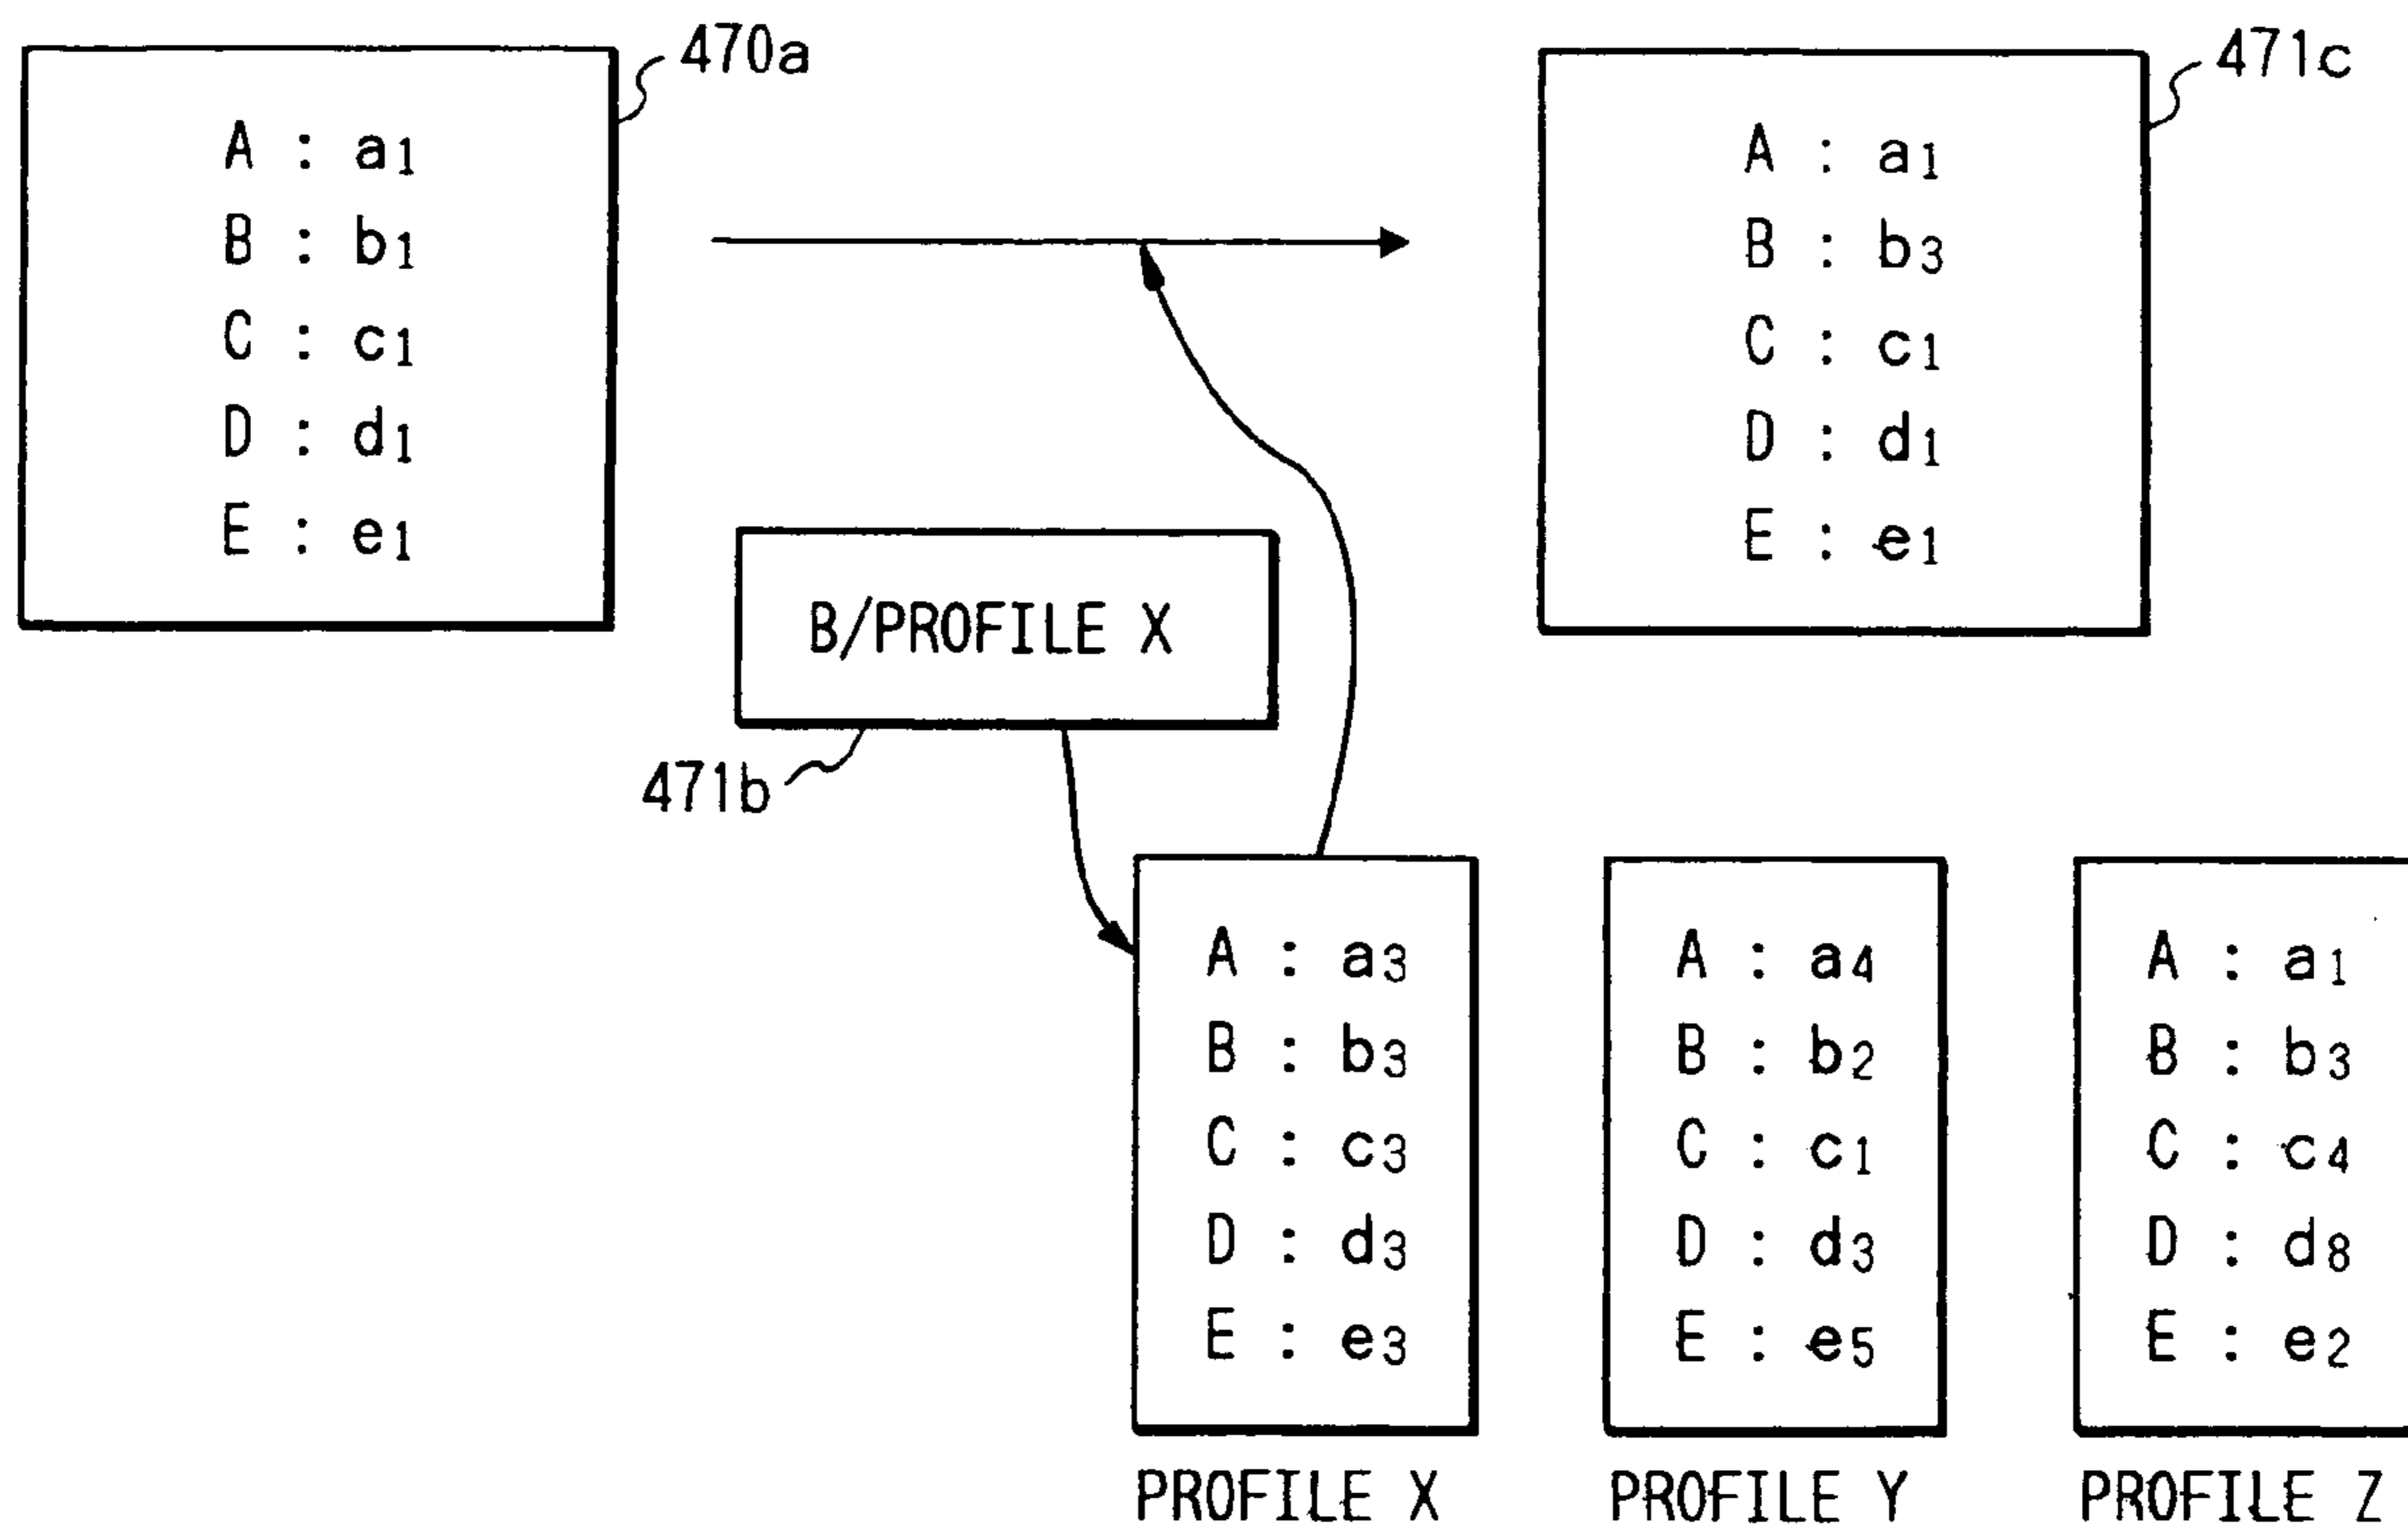 470a
A : a1
B : b1
C : c1
D : d1
E : e1
471c
A : a1
B : b3
C : c1
D : d1
E : e1
B/PROFILE X
471b
A : a3
B : b3
C : c3
D : d3
E : e3
PROFILE X
A : a4
B : b2
C : c1
D : d3
E : e5
PROFILE Y
A : a1
B : b3
C : c4
D : d8
E : e2
PROFILE Z